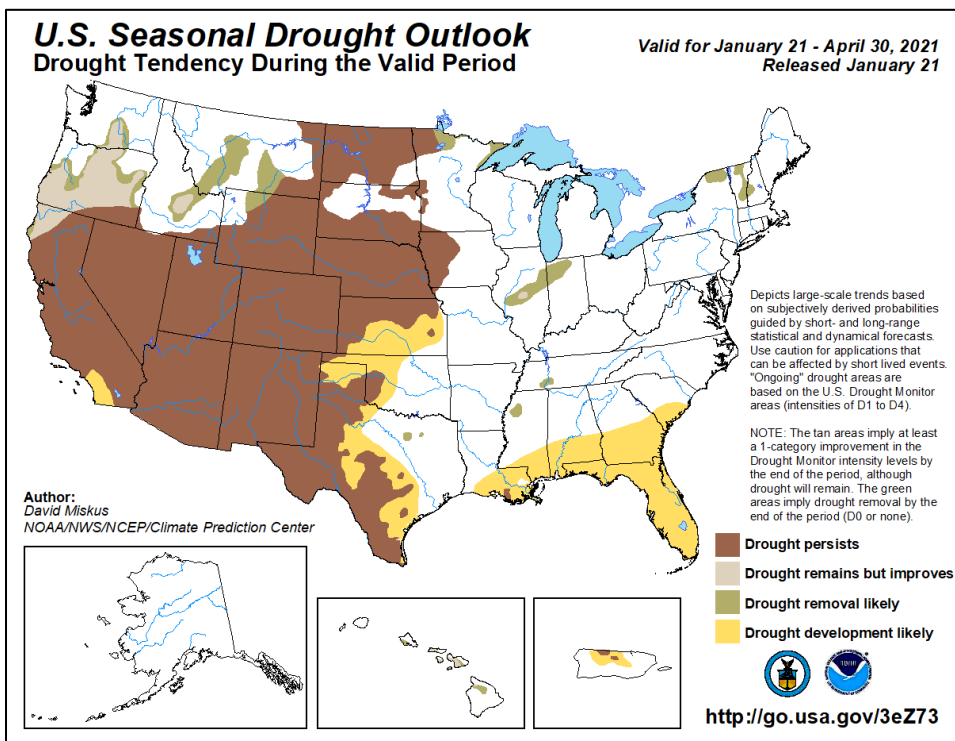 U.S. Seasonal Drought Outlook
Drought Tendency During the Valid Period
Valid for January 21 - April 30, 2021
Released January 21
Depicts large-scale trends based
on subjectively derived probabilities
guided by short- and long-range
statistical and dynamical forecasts.
Use caution for applications that
can be affected by short lived events.
"Ongoing" drought areas are
based on the U.S. Drought Monitor
areas (intensities of D1 to D4).
NOTE: The tan areas imply at least
a 1-category improvement in the
Drought Monitor intensity levels by
the end of the period, although
drought will remain. The green
areas imply drought removal by the
end of the period (D0 or none).
Author:
David Miskus
NOAA/NWS/NCEP/Climate Prediction Center
Drought persists
Drought remains but improves
Drought removal likely
Drought development likely
http://go.usa.gov/3eZ73